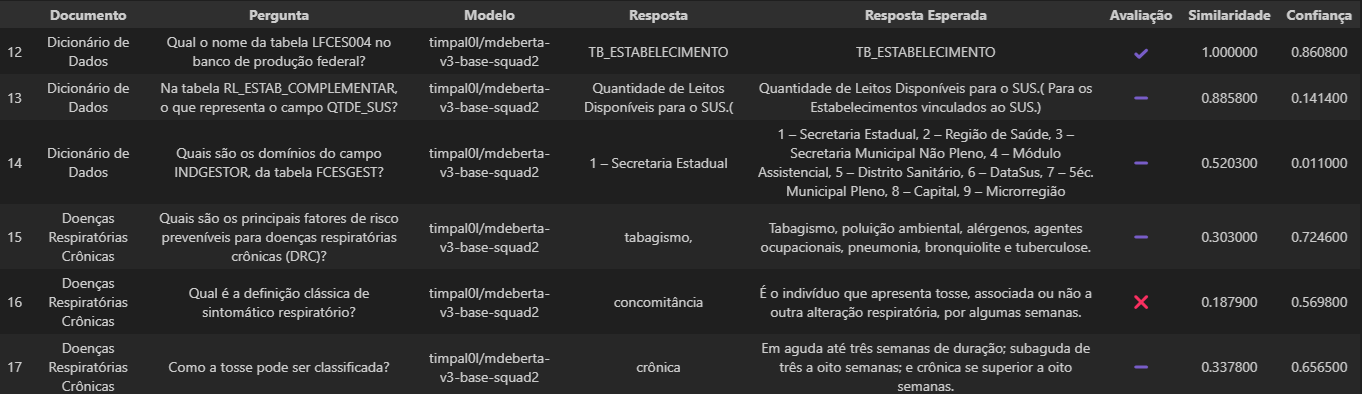 Documento Pergunta Modelo Resposta Resposta Esperada Avaliação Similaridade Confiança
12 Dicionário de Dados Qual o nome da tabela LFCES004 no banco de produção federal? timpal0l/mdeberta-v3-base-squad2 TB_ESTABELECIMENTO TB_ESTABELECIMENTO 1.000000 0.860800
13 Dicionário de Dados Na tabela RL_ESTAB_COMPLEMENTAR, o que representa o campo QTDE_SUS? timpal0l/mdeberta-v3-base-squad2 Quantidade de Leitos Disponíveis para o SUS.( Quantidade de Leitos Disponíveis para o SUS.( Para os Estabelecimentos vinculados ao SUS.) 0.885800 0.141400
14 Dicionário de Dados Quais são os domínios do campo INDGESTOR, da tabela FCESGEST? timpal0l/mdeberta-v3-base-squad2 1 – Secretaria Estadual 1 – Secretaria Estadual, 2 – Região de Saúde, 3 – Secretaria Municipal Não Pleno, 4 – Módulo Assistencial, 5 – Distrito Sanitário, 6 – DataSus, 7 – 5éc. Municipal Pleno, 8 – Capital, 9 – Microrregião 0.520300 0.011000
15 Doenças Respiratórias Crônicas Quais são os principais fatores de risco preveníveis para doenças respiratórias crônicas (DRC)? timpal0l/mdeberta-v3-base-squad2 tabagismo, Tabagismo, poluição ambiental, alérgenos, agentes ocupacionais, pneumonia, bronquiolite e tuberculose. 0.303000 0.724600
16 Doenças Respiratórias Crônicas Qual é a definição clássica de sintomático respiratório? timpal0l/mdeberta-v3-base-squad2 concomitância É o indivíduo que apresenta tosse, associada ou não a outra alteração respiratória, por algumas semanas. 0.187900 0.569800
17 Doenças Respiratórias Crônicas Como a tosse pode ser classificada? timpal0l/mdeberta-v3-base-squad2 crônica Em aguda até três semanas de duração; subaguda de três a oito semanas; e crônica se superior a oito semanas. 0.337800 0.656500